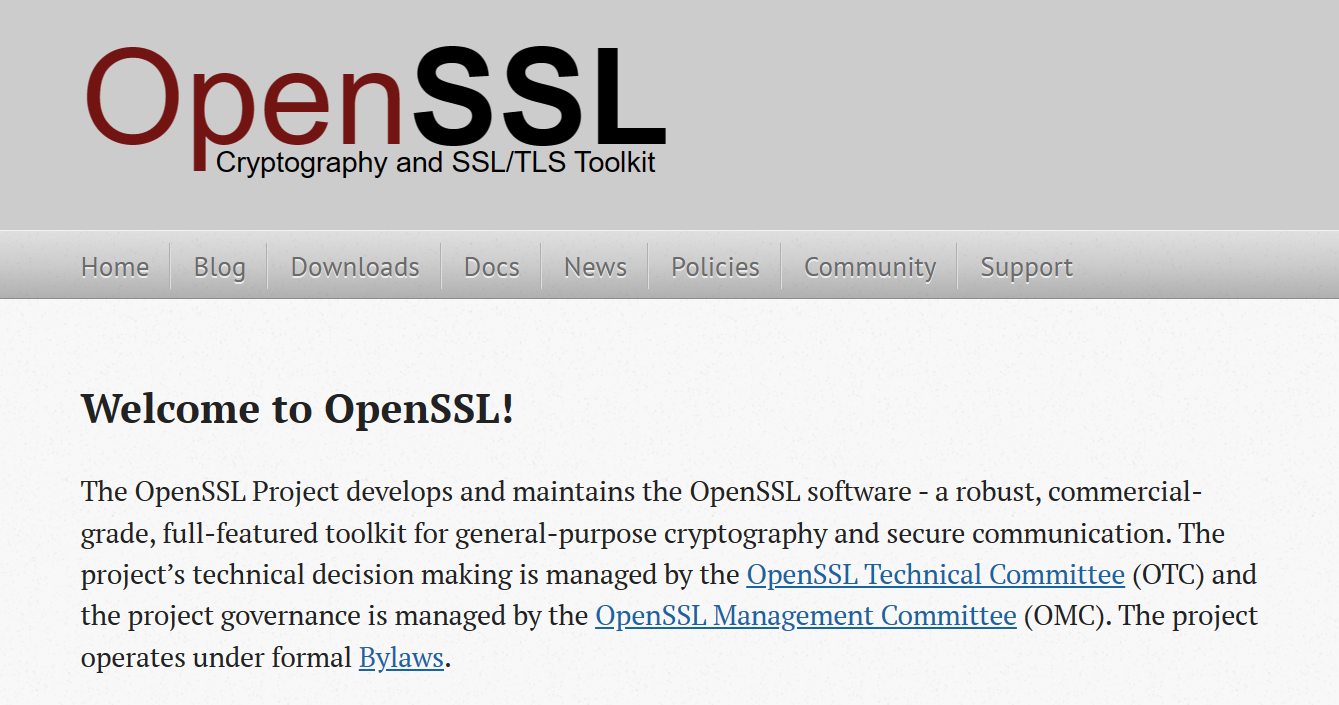 OpenSSL
Cryptography and SSL/TLS Toolkit
Home Blog Downloads Docs News Policies Community Support
Welcome to OpenSSL!
The OpenSSL Project develops and maintains the OpenSSL software - a robust, commercial-
grade, full-featured toolkit for general-purpose cryptography and secure communication. The
project’s technical decision making is managed by the OpenSSL Technical Committee (OTC) and
the project governance is managed by the OpenSSL Management Committee (OMC). The project
operates under formal Bylaws.